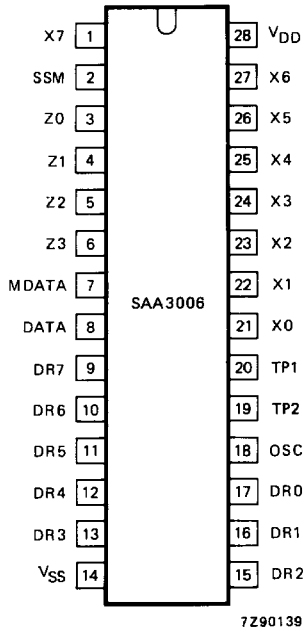 X7 1 28 VDD
SSM 2 27 X6
Z0 3 26 X5
Z1 4 25 X4
Z2 5 24 X3
Z3 6 23 X2
MDATA 7 22 X1
SAA3006
DATA 8 21 X0
DR7 9 20 TP1
DR6 10 19 TP2
DR5 11 18 OSC
DR4 12 17 DR0
DR3 13 16 DR1
VSS 14 15 DR2
7Z90139